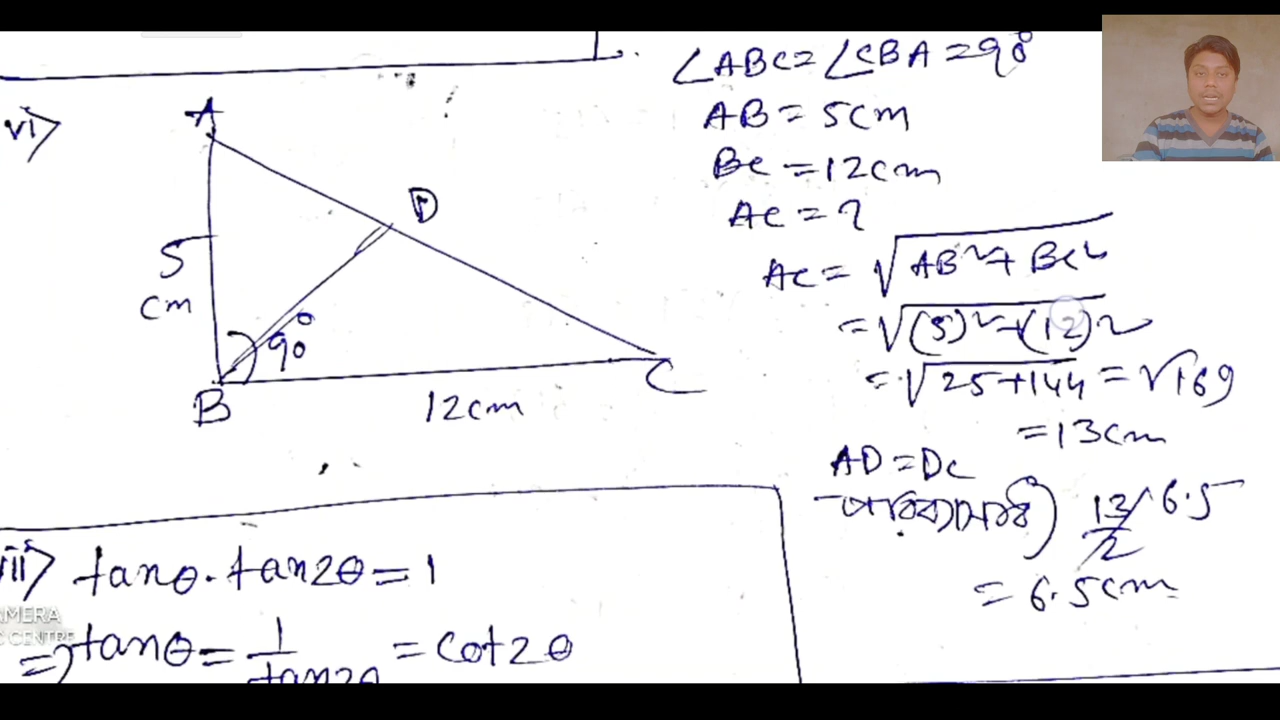 vi>
A
D
5
cm
90°
B
12cm
C
∠ABC = ∠CBA = 90°
AB = 5cm
BC = 12cm
AC = ?
AC = √AB²+BC²
= √(5)²+(12)²
= √25+144 = √169
= 13cm
AD = DC
13/2 6.5
= 6.5cm
vii> tanθ·tan2θ = 1
AMERA
CENTRE
=> tanθ = 1/tan2θ = cot2θ